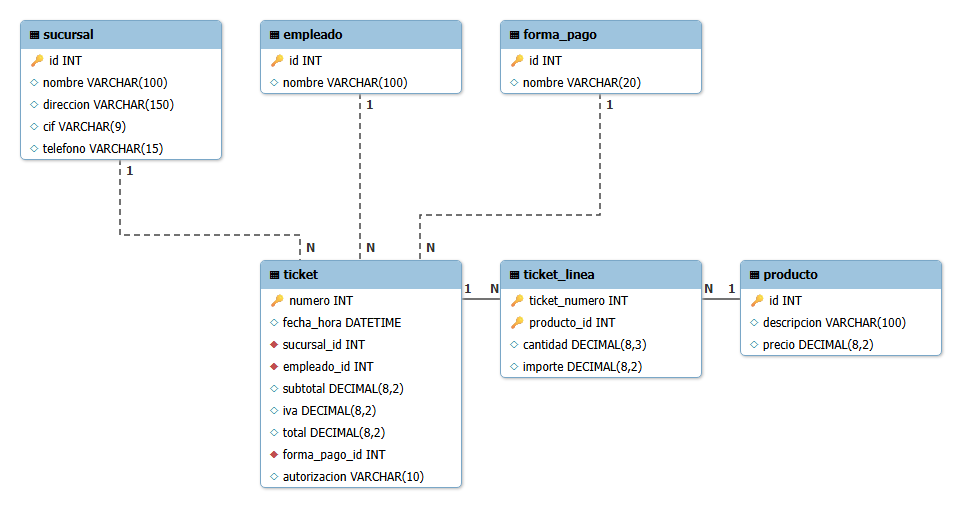 sucursal
id INT
nombre VARCHAR(100)
direccion VARCHAR(150)
cif VARCHAR(9)
telefono VARCHAR(15)
1
empleado
id INT
nombre VARCHAR(100)
1
forma_pago
id INT
nombre VARCHAR(20)
1
N
N
N
ticket
numero INT
fecha_hora DATETIME
sucursal_id INT
empleado_id INT
subtotal DECIMAL(8,2)
iva DECIMAL(8,2)
total DECIMAL(8,2)
forma_pago_id INT
autorizacion VARCHAR(10)
1
N
ticket_linea
ticket_numero INT
producto_id INT
cantidad DECIMAL(8,3)
importe DECIMAL(8,2)
N
1
producto
id INT
descripcion VARCHAR(100)
precio DECIMAL(8,2)